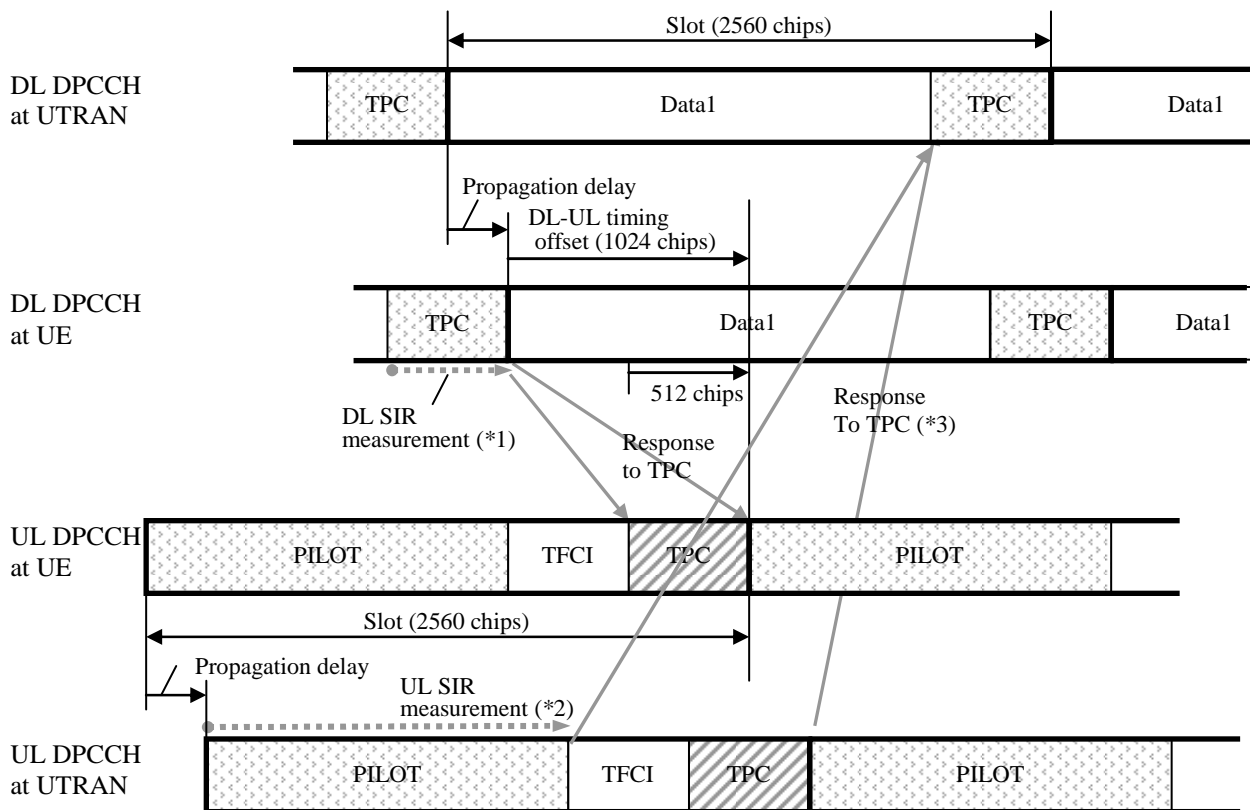 Slot (2560 chips)
DL DPCCH
at UTRAN
TPC
Data1
TPC
Data1
Propagation delay
DL-UL timing
offset (1024 chips)
DL DPCCH
at UE
TPC
Data1
TPC
Data1
512 chips
DL SIR
measurement (*1)
Response
to TPC
Response
To TPC (*3)
UL DPCCH
at UE
PILOT
TFCI
TPC
PILOT
Slot (2560 chips)
Propagation delay
UL SIR
measurement (*2)
UL DPCCH
at UTRAN
PILOT
TFCI
TPC
PILOT